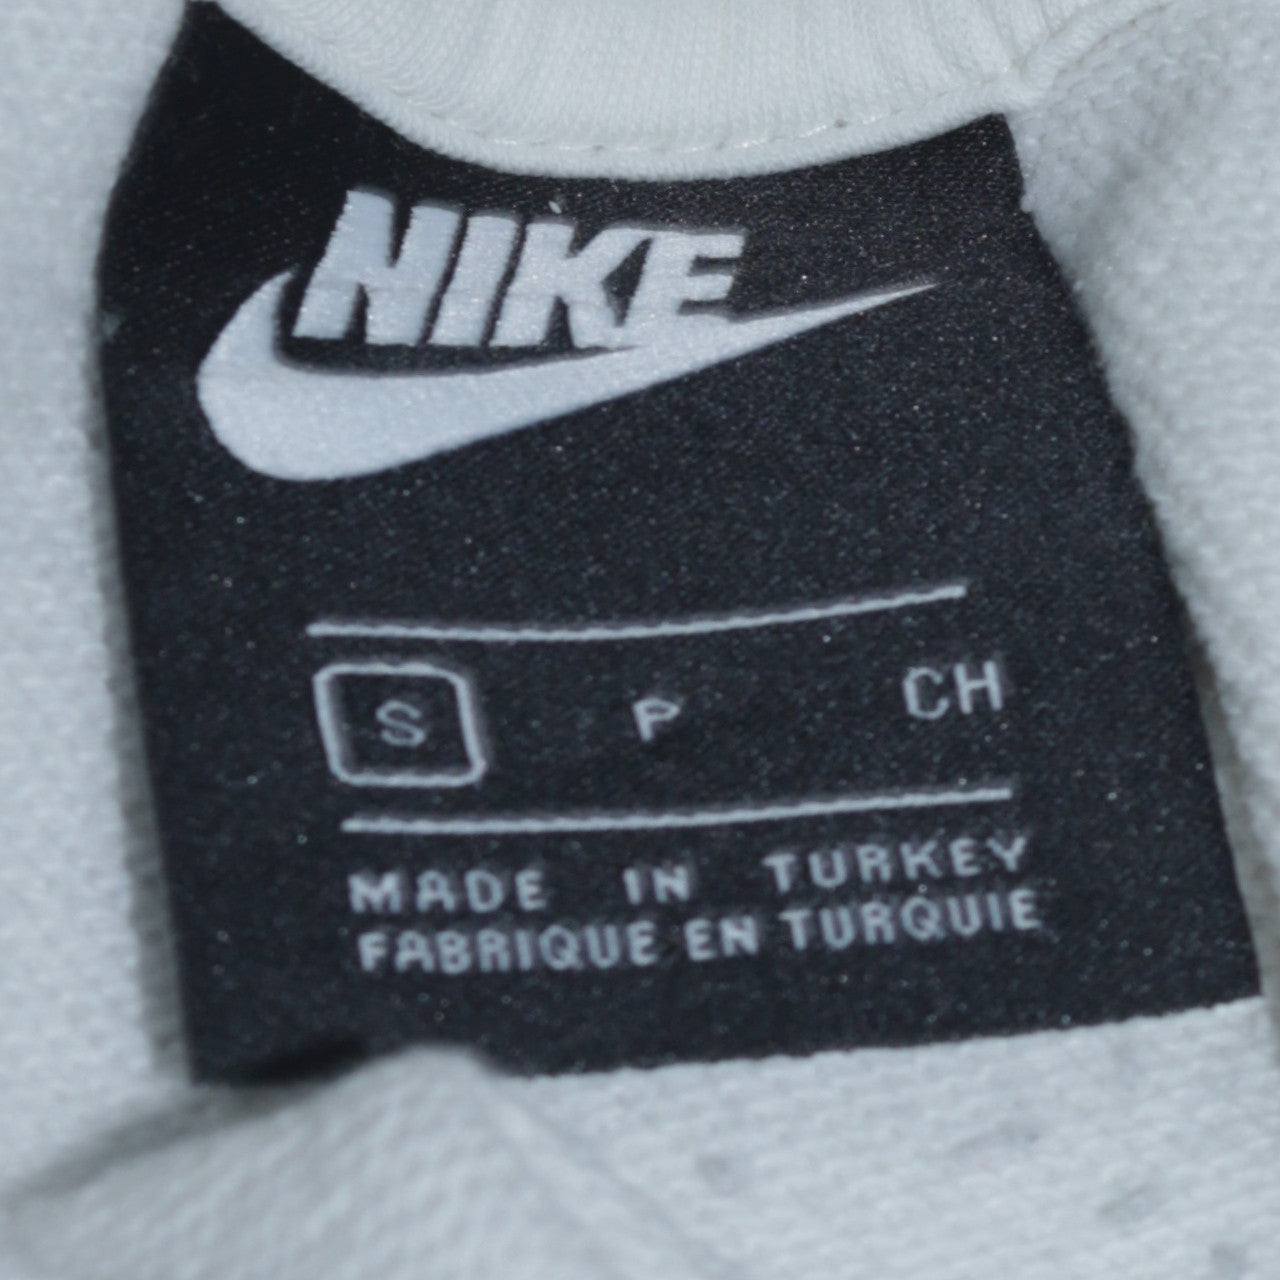 NIKE
S P CH
MADE IN TURKEY
FABRIQUE EN TURQUIE